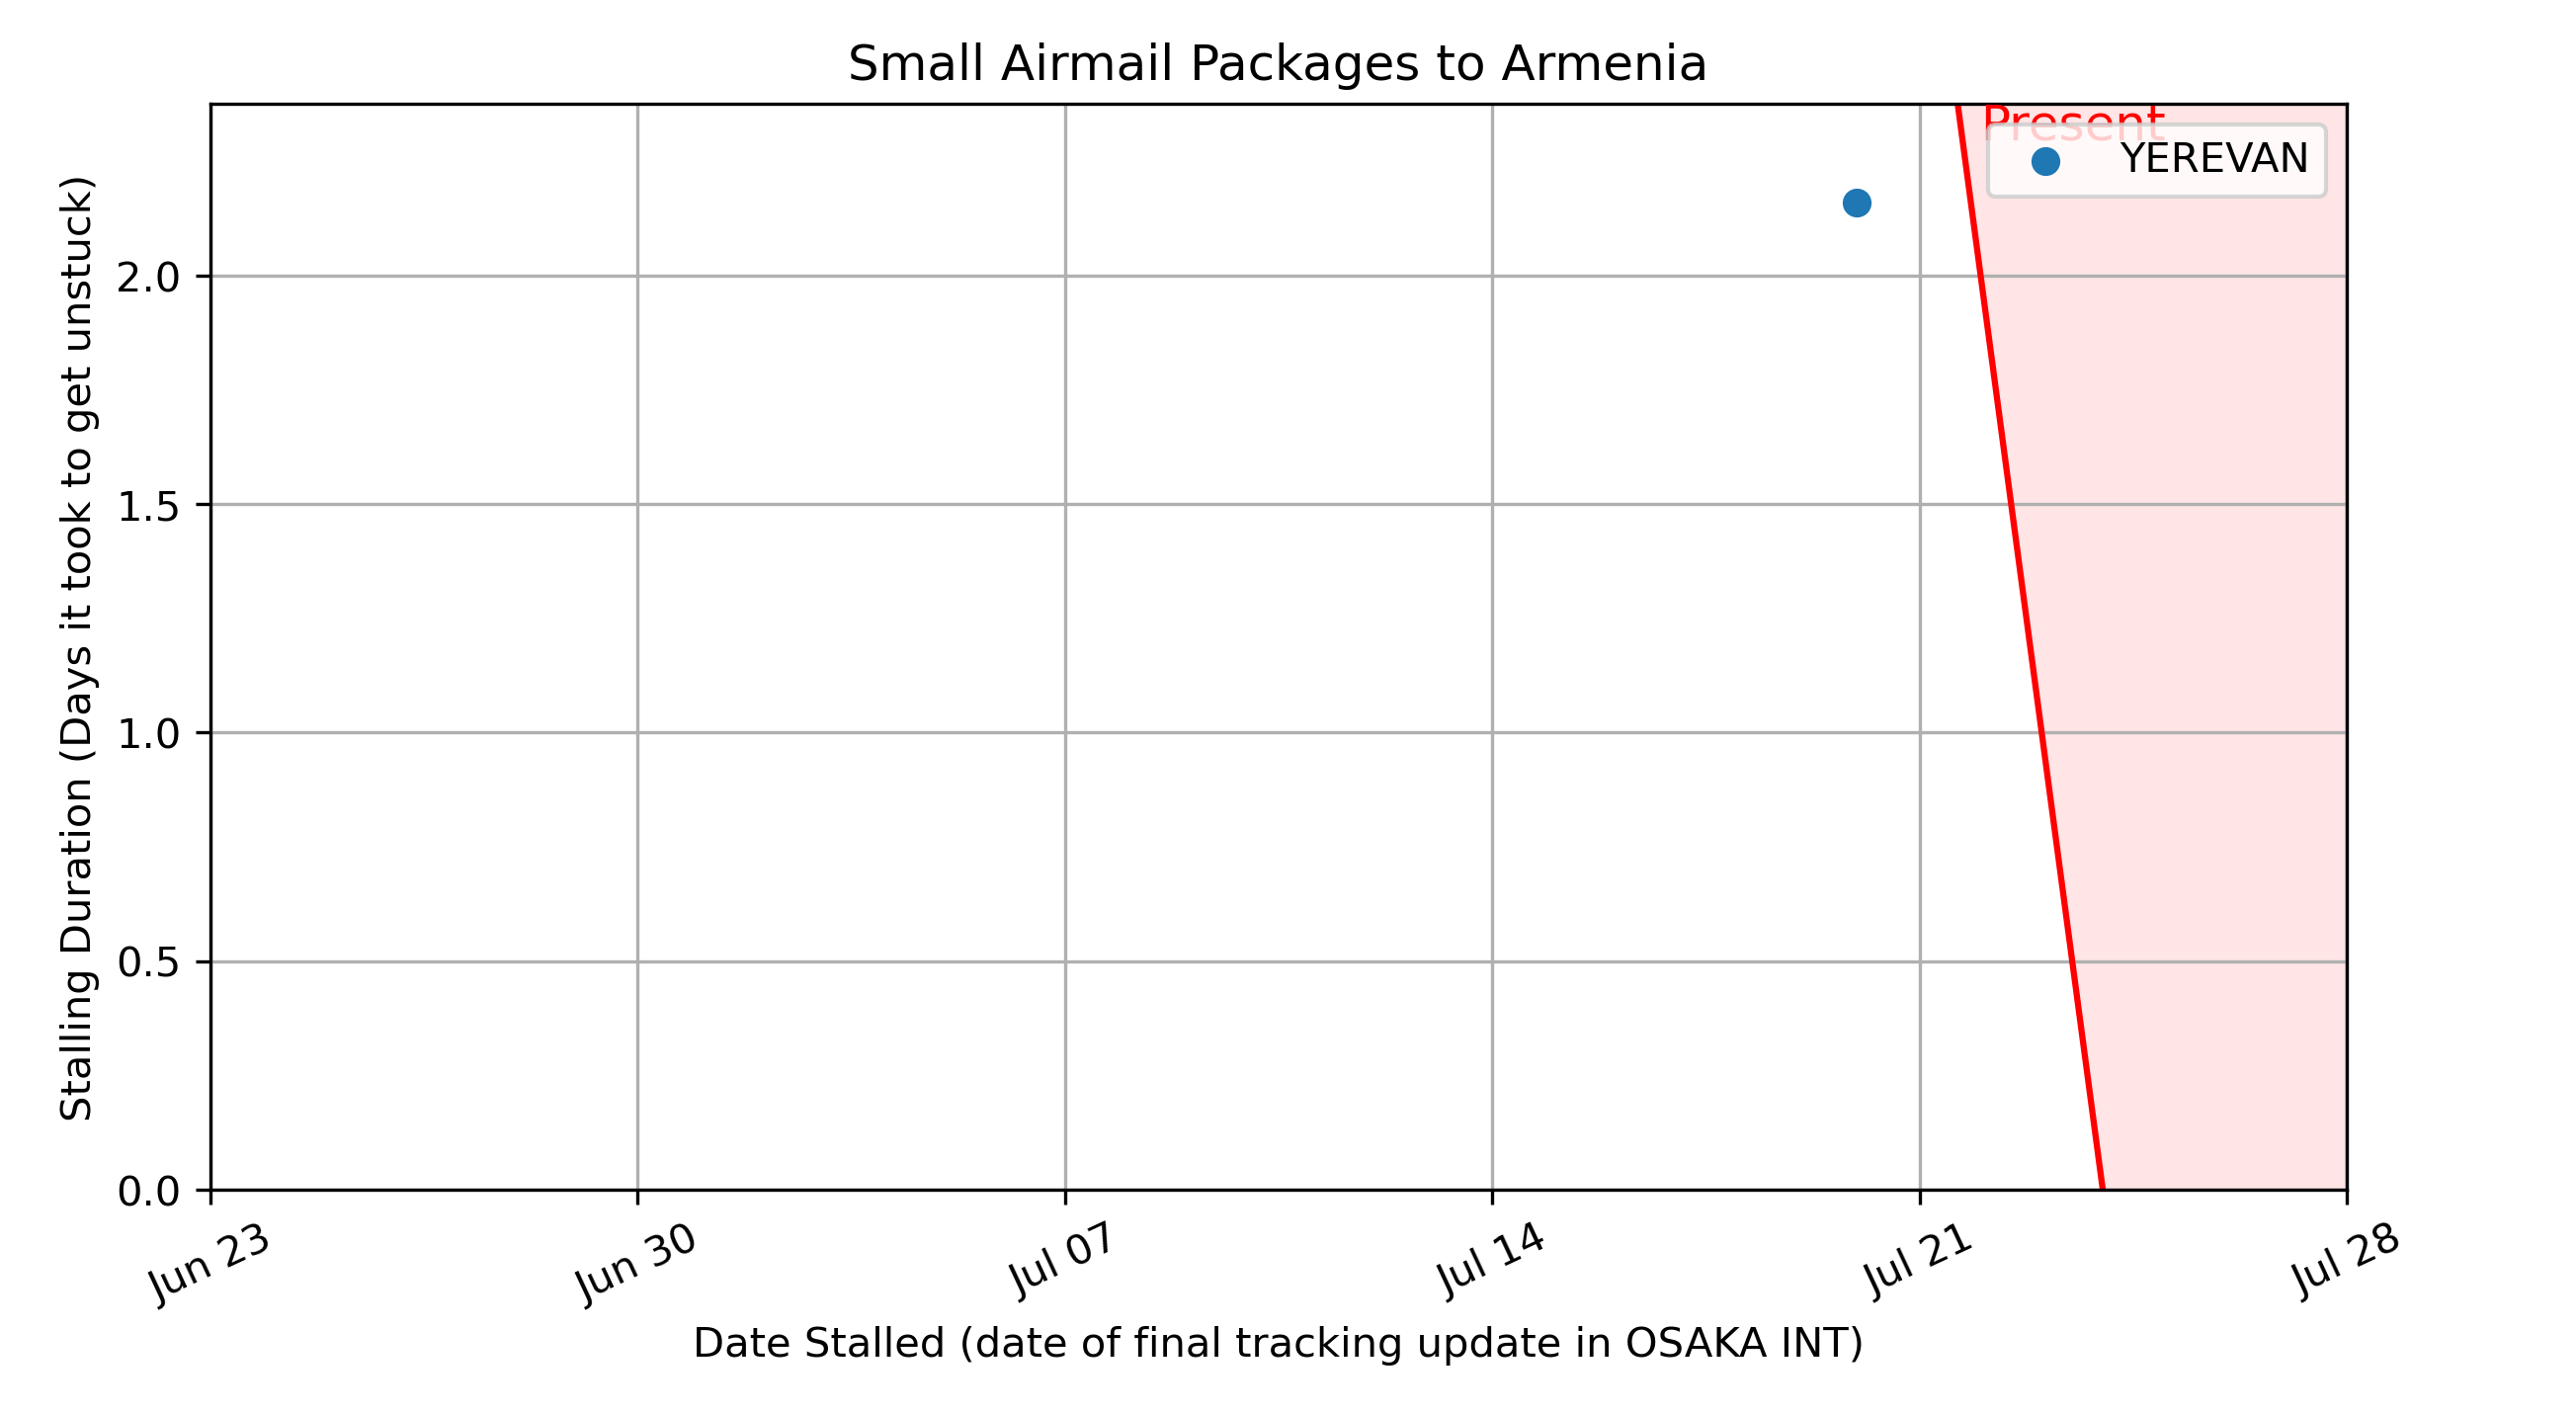 Small Airmail Packages to Armenia
Present
YEREVAN
Stalling Duration (Days it took to get unstuck)
2.0
1.5
1.0
0.5
0.0
Jun 23
Jun 30
Jul 07
Jul 14
Jul 21
Jul 28
Date Stalled (date of final tracking update in OSAKA INT)